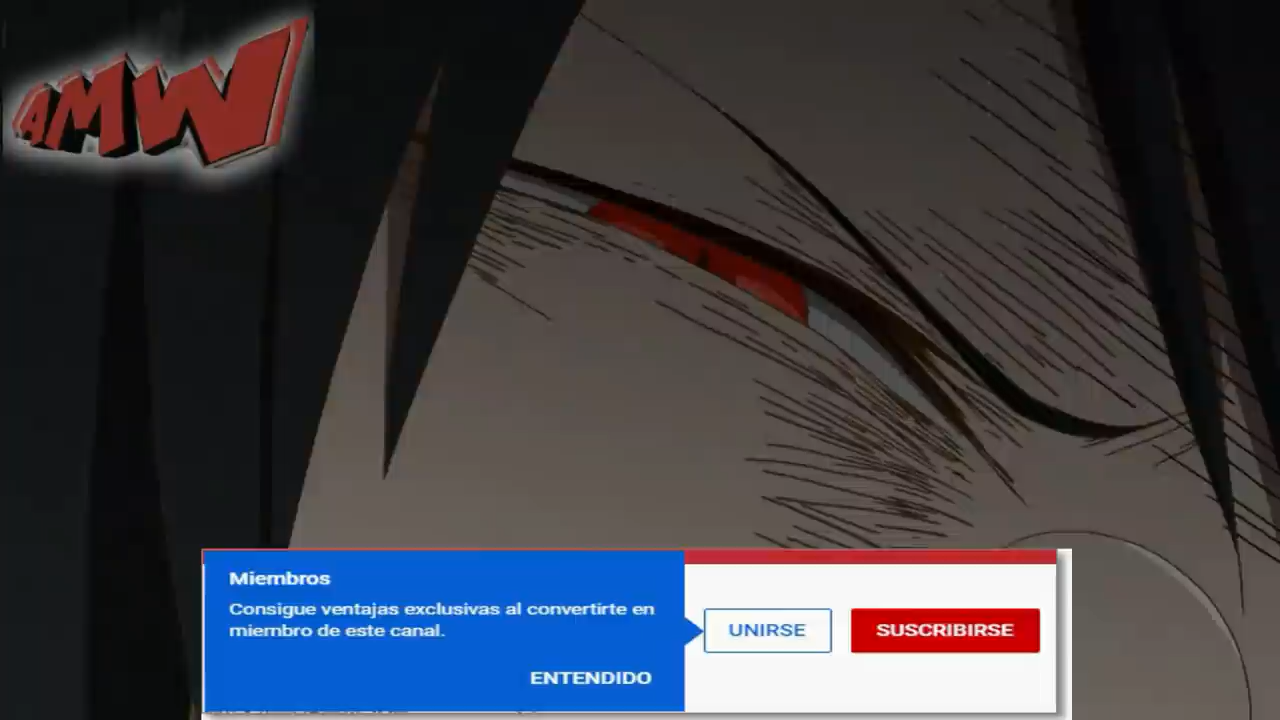 AMW
Miembros
Consigue ventajas exclusivas al convertirte en
miembro de este canal.
UNIRSE
SUSCRIBIRSE
ENTENDIDO